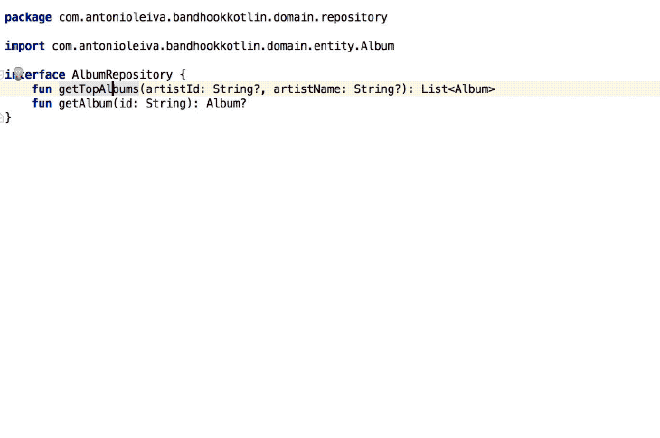 package com.antonioleiva.bandhookkotlin.domain.repository
import com.antonioleiva.bandhookkotlin.domain.entity.Album
interface AlbumRepository {
fun getTopAlbums(artistId: String?, artistName: String?): List<Album>
fun getAlbum(id: String): Album?
}